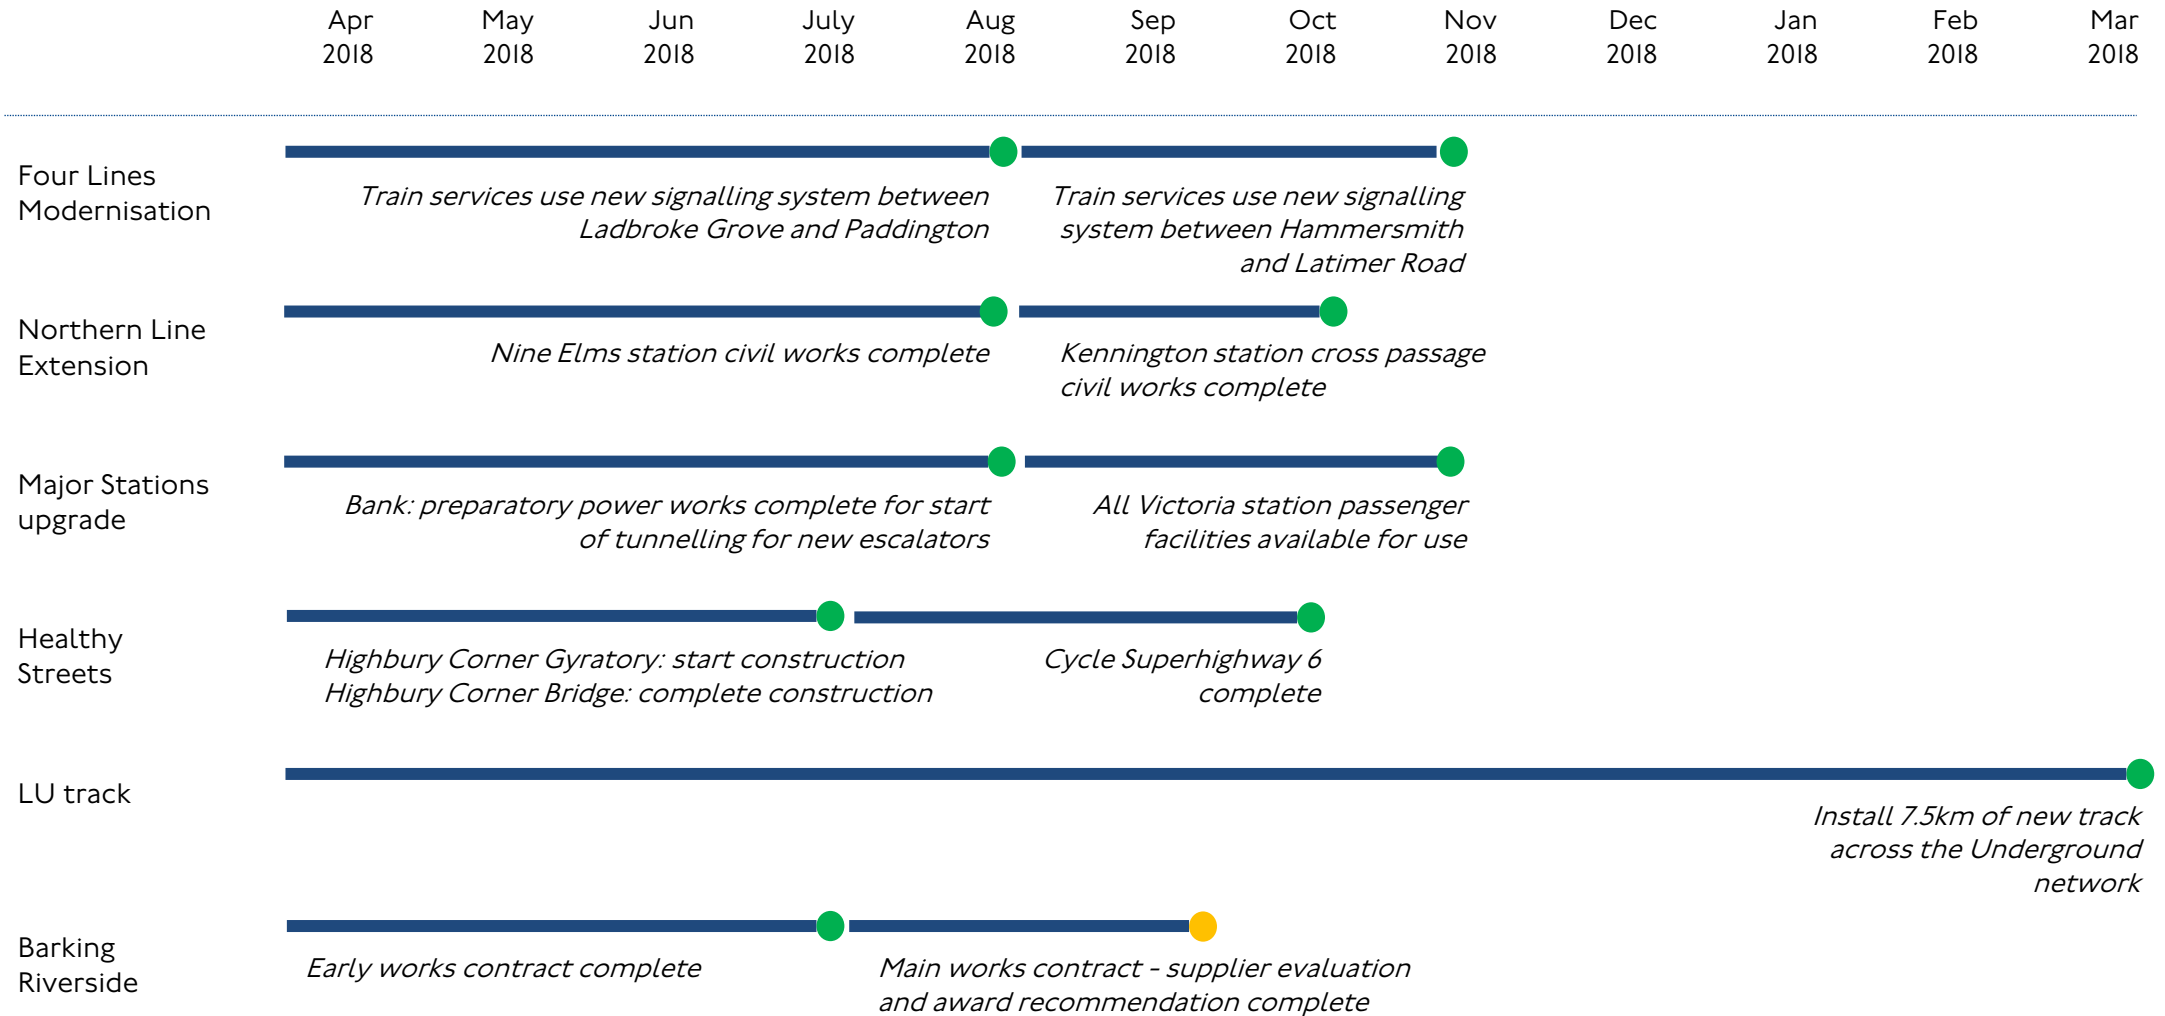 Apr May Jun July Aug Sep Oct Nov Dec Jan Feb Mar
2018 2018 2018 2018 2018 2018 2018 2018 2018 2018 2018 2018
Four Lines
Modernisation
Train services use new signalling system between
Ladbroke Grove and Paddington
Train services use new signalling
system between Hammersmith
and Latimer Road
Northern Line
Extension
Nine Elms station civil works complete
Kennington station cross passage
civil works complete
Major Stations
upgrade
Bank: preparatory power works complete for start
of tunnelling for new escalators
All Victoria station passenger
facilities available for use
Healthy
Streets
Highbury Corner Gyratory: start construction
Highbury Corner Bridge: complete construction
Cycle Superhighway 6
complete
LU track
Install 7.5km of new track
across the Underground
network
Barking
Riverside
Early works contract complete
Main works contract - supplier evaluation
and award recommendation complete